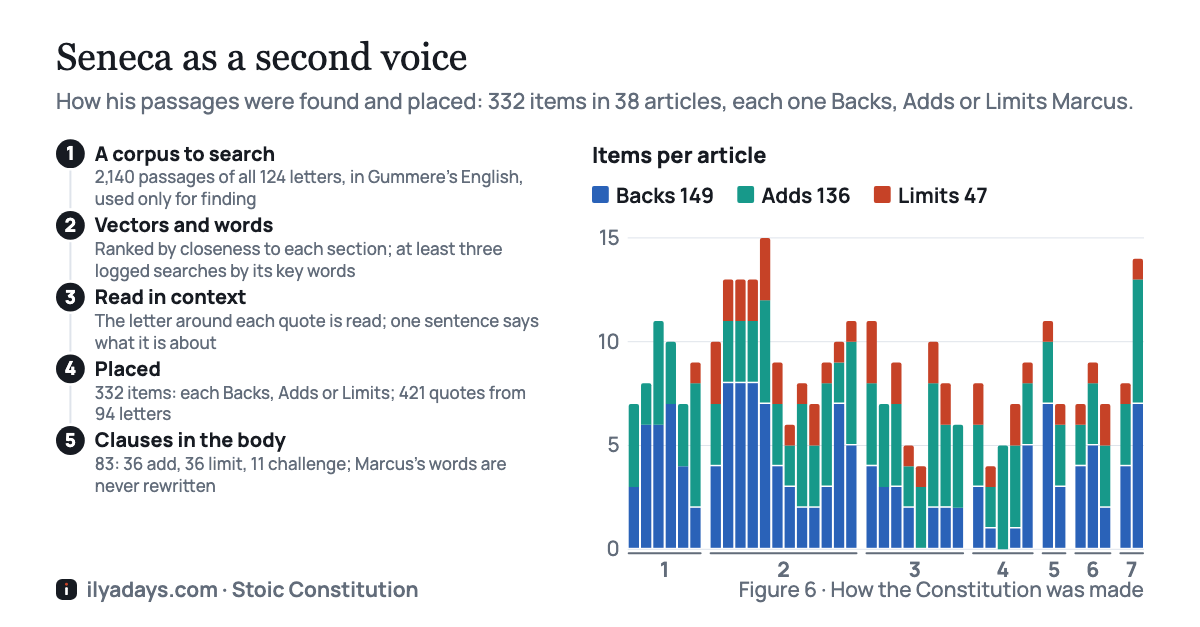 Seneca as a second voice
How his passages were found and placed: 332 items in 38 articles, each one Backs, Adds or Limits Marcus.
1 A corpus to search
2,140 passages of all 124 letters, in Gummere's English,
used only for finding
2 Vectors and words
Ranked by closeness to each section; at least three
logged searches by its key words
3 Read in context
The letter around each quote is read; one sentence says
what it is about
4 Placed
332 items: each Backs, Adds or Limits; 421 quotes from
94 letters
5 Clauses in the body
83: 36 add, 36 limit, 11 challenge; Marcus's words are
never rewritten
Items per article
Backs 149 Adds 136 Limits 47
15
10
5
0
1 2 3 4 5 6 7
i ilyadays.com · Stoic Constitution
Figure 6 · How the Constitution was made